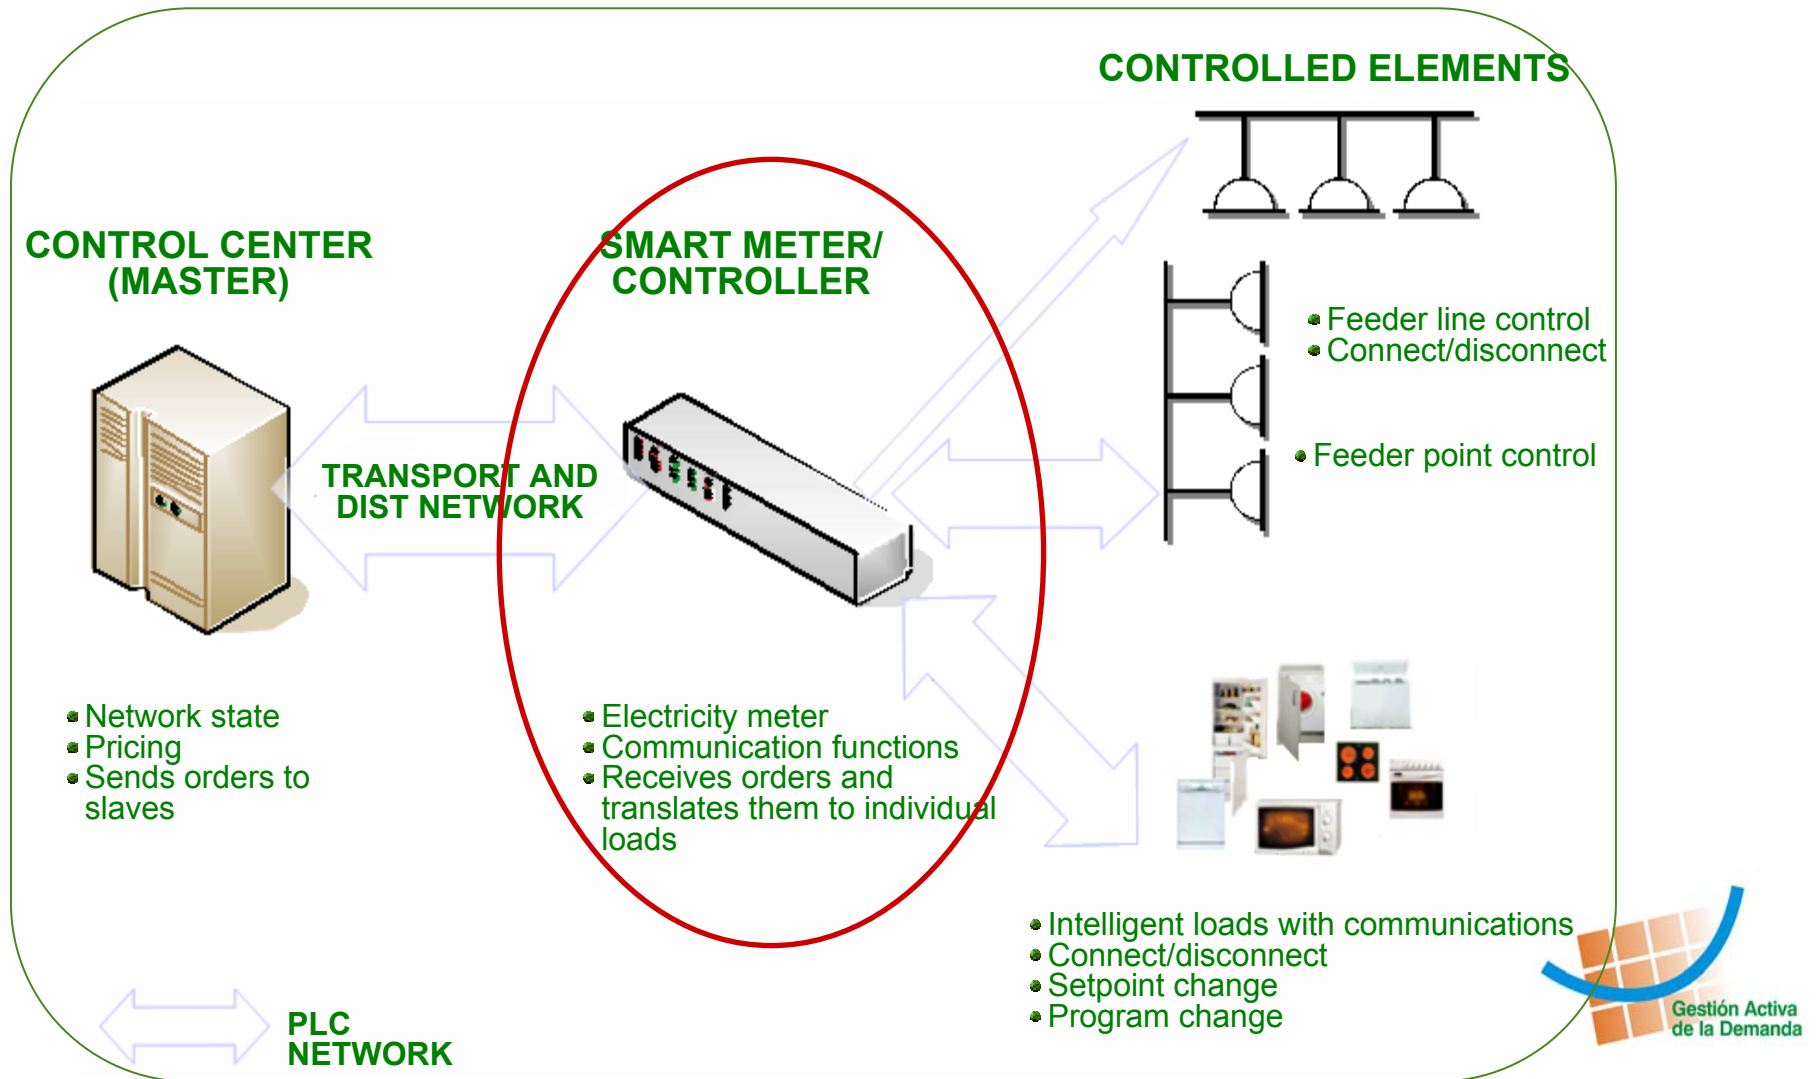 CONTROLLED ELEMENTS
CONTROL CENTER
(MASTER)
SMART METER/
CONTROLLER
Feeder line control
Connect/disconnect
Feeder point control
TRANSPORT AND
DIST NETWORK
Network state
Pricing
Sends orders to
slaves
Electricity meter
Communication functions
Receives orders and
translates them to individual
loads
Intelligent loads with communications
Connect/disconnect
Setpoint change
Program change
PLC
NETWORK
Gestión Activa
de la Demanda